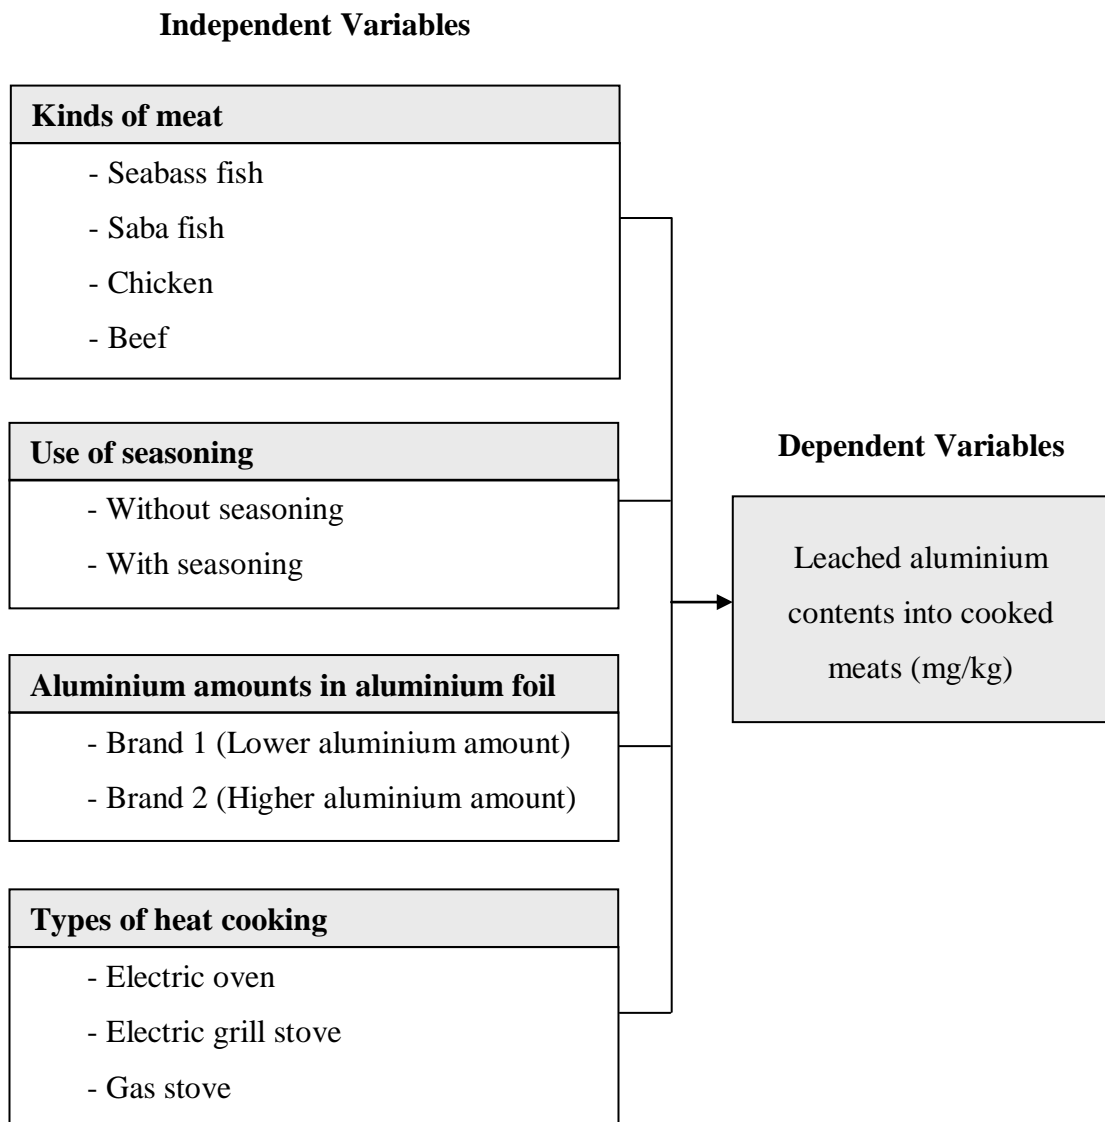 Independent Variables
Kinds of meat
- Seabass fish
- Saba fish
- Chicken
- Beef
Use of seasoning
- Without seasoning
- With seasoning
Aluminium amounts in aluminium foil
- Brand 1 (Lower aluminium amount)
- Brand 2 (Higher aluminium amount)
Types of heat cooking
- Electric oven
- Electric grill stove
- Gas stove
Dependent Variables
Leached aluminium
contents into cooked
meats (mg/kg)